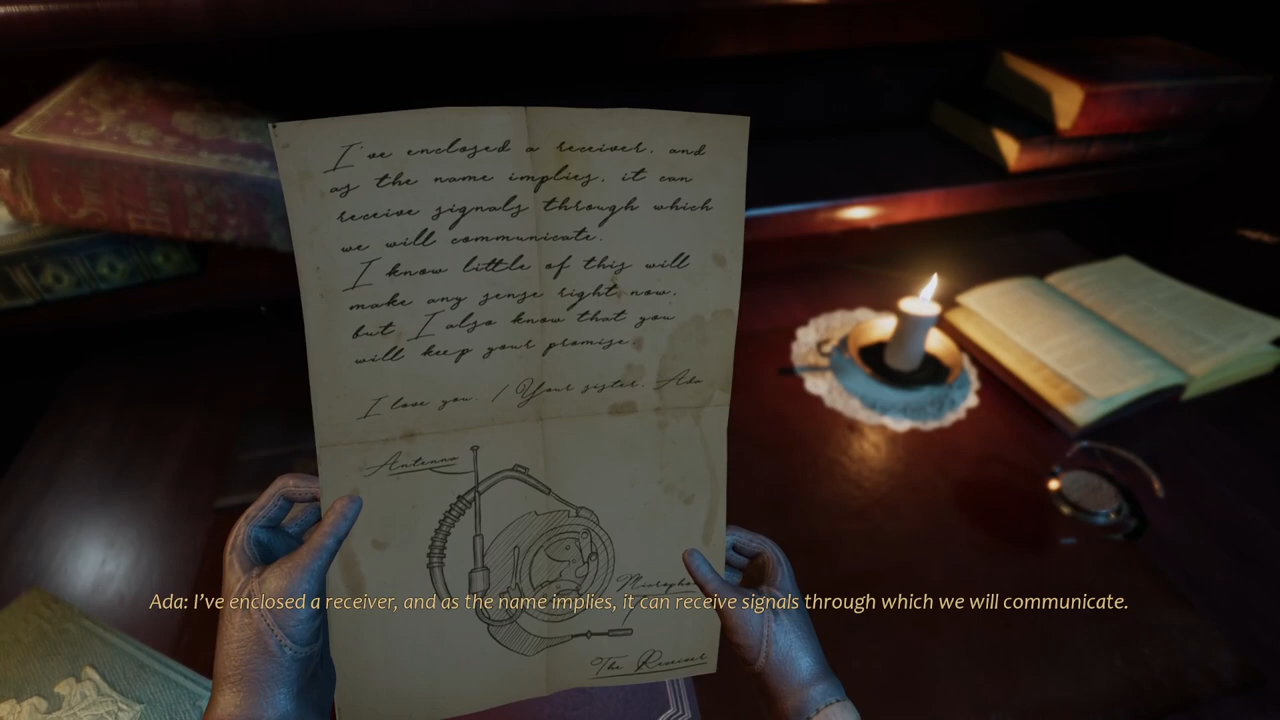 I've enclosed a receiver, and
as the name implies, it can
receive signals through which
we will communicate.
I know little of this will
make any sense right now,
but I also know that you
will keep your promise.
I love you. / Your sister, Ada
Antenna
Ada: I've enclosed a receiver, and as the name implies, it can receive signals through which we will communicate.
The Receiver